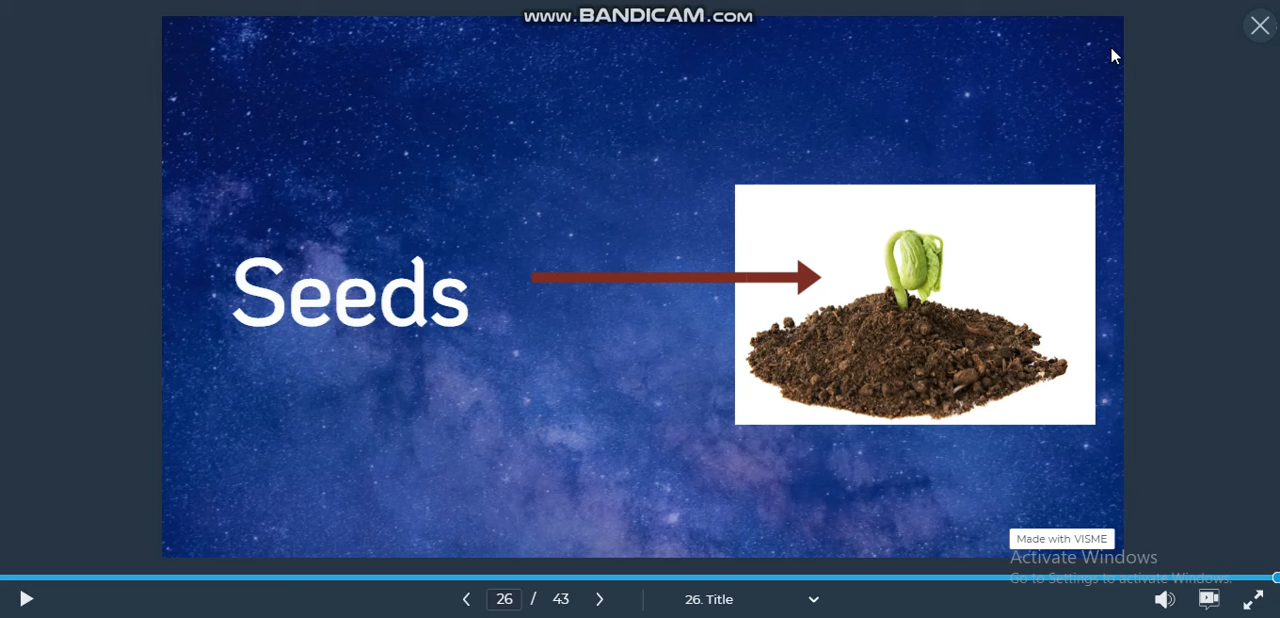 www.BANDICAM.com
Seeds
Made with VISME
Activate Windows
Go to Settings to activate Windows.
26 / 43
26. Title